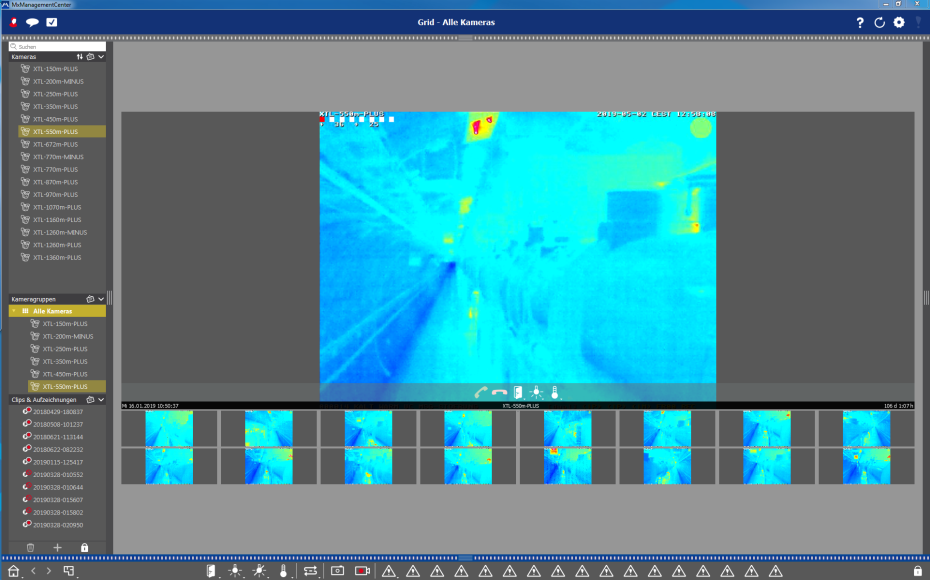 MxManagementCenter
Grid - Alle Kameras
Suchen
Kameras
XTL-150m-PLUS
XTL-200m-MINUS
XTL-250m-PLUS
XTL-350m-PLUS
XTL-450m-PLUS
XTL-550m-PLUS
XTL-672m-PLUS
XTL-770m-MINUS
XTL-770m-PLUS
XTL-870m-PLUS
XTL-970m-PLUS
XTL-1070m-PLUS
XTL-1160m-PLUS
XTL-1260m-MINUS
XTL-1260m-PLUS
XTL-1360m-PLUS
Kameragruppen
Alle Kameras
XTL-150m-PLUS
XTL-200m-MINUS
XTL-250m-PLUS
XTL-350m-PLUS
XTL-450m-PLUS
XTL-550m-PLUS
Clips & Aufzeichnungen
20180429-180837
20180508-101237
20180621-113144
20180622-082232
20190115-125417
20190328-010552
20190328-010644
20190328-015607
20190328-015802
20190328-020950
XTL-550m-PLUS
2019-05-02 CEST 12:58:08
Mi 16.01.2019 10:50:37
XTL-550m-PLUS
106 d 1:07 h